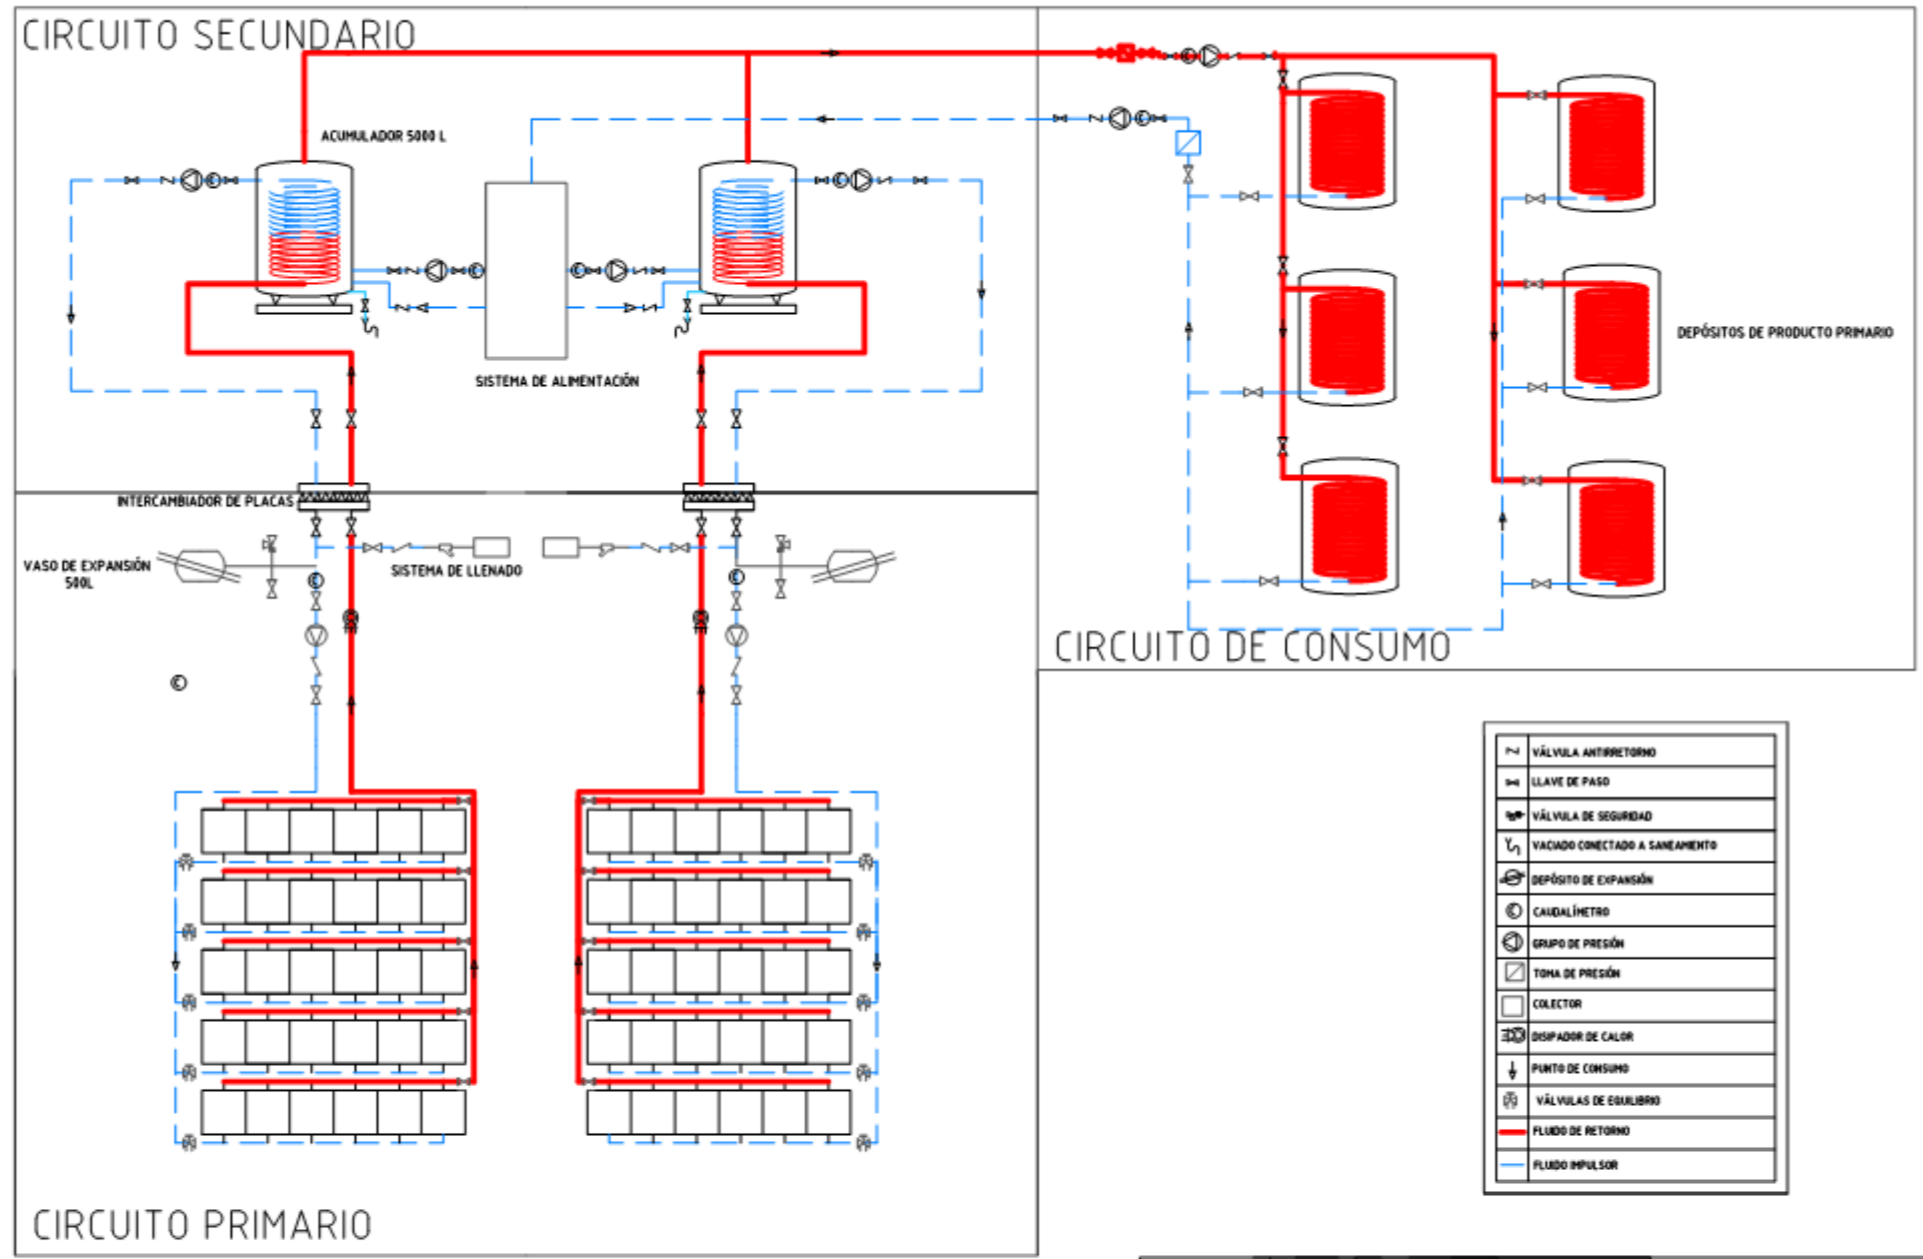 CIRCUITO SECUNDARIO
ACUMULADOR 5000 L
SISTEMA DE ALIMENTACIÓN
DEPÓSITOS DE PRODUCTO PRIMARIO
INTERCAMBIADOR DE PLACAS
VASO DE EXPANSIÓN
500L
SISTEMA DE LLENADO
CIRCUITO DE CONSUMO
VÁLVULA ANTIRRETORNO
LLAVE DE PASO
VÁLVULA DE SEGURIDAD
VACIADO CONECTADO A SANEAMIENTO
DEPÓSITO DE EXPANSIÓN
CAUDALÍMETRO
GRUPO DE PRESIÓN
TOMA DE PRESIÓN
COLECTOR
DISIPADOR DE CALOR
PUNTO DE CONSUMO
VÁLVULAS DE EQUILIBRIO
FLUIDO DE RETORNO
FLUIDO IMPULSOR
CIRCUITO PRIMARIO